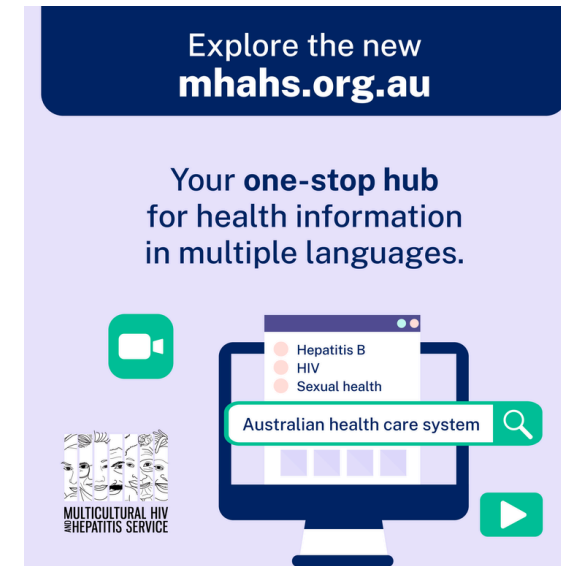 Explore the new
mhahs.org.au
Your one-stop hub
for health information
in multiple languages.
Hepatitis B
HIV
Sexual health
Australian health care system
MULTICULTURAL HIV
AND HEPATITIS SERVICE